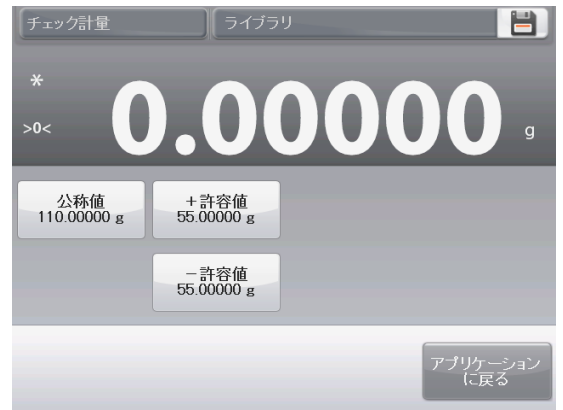 チェック計量
ライブラリ
*
>0<
0.00000 g
公称値
110.00000 g
+許容値
55.00000 g
-許容値
55.00000 g
アプリケーション
に戻る